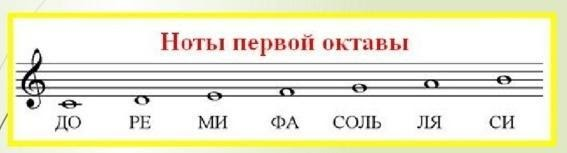 Ноты первой октавы
ДО РЕ МИ ФА СОЛЬ ЛЯ СИ